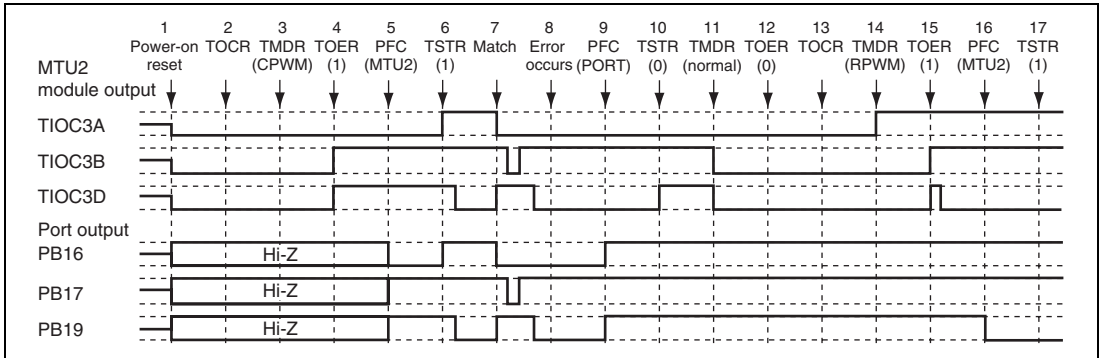 1 2 3 4 5 6 7 8 9 10 11 12 13 14 15 16 17
Power-on TOCR TMDR TOER PFC TSTR Match Error PFC TSTR TMDR TOER TOCR TMDR TOER PFC TSTR
reset (CPWM) (1) (MTU2) (1) occurs (PORT) (0) (normal) (0) (RPWM) (1) (MTU2) (1)
MTU2
module output
TIOC3A
TIOC3B
TIOC3D
Port output
PB16 Hi-Z
PB17 Hi-Z
PB19 Hi-Z